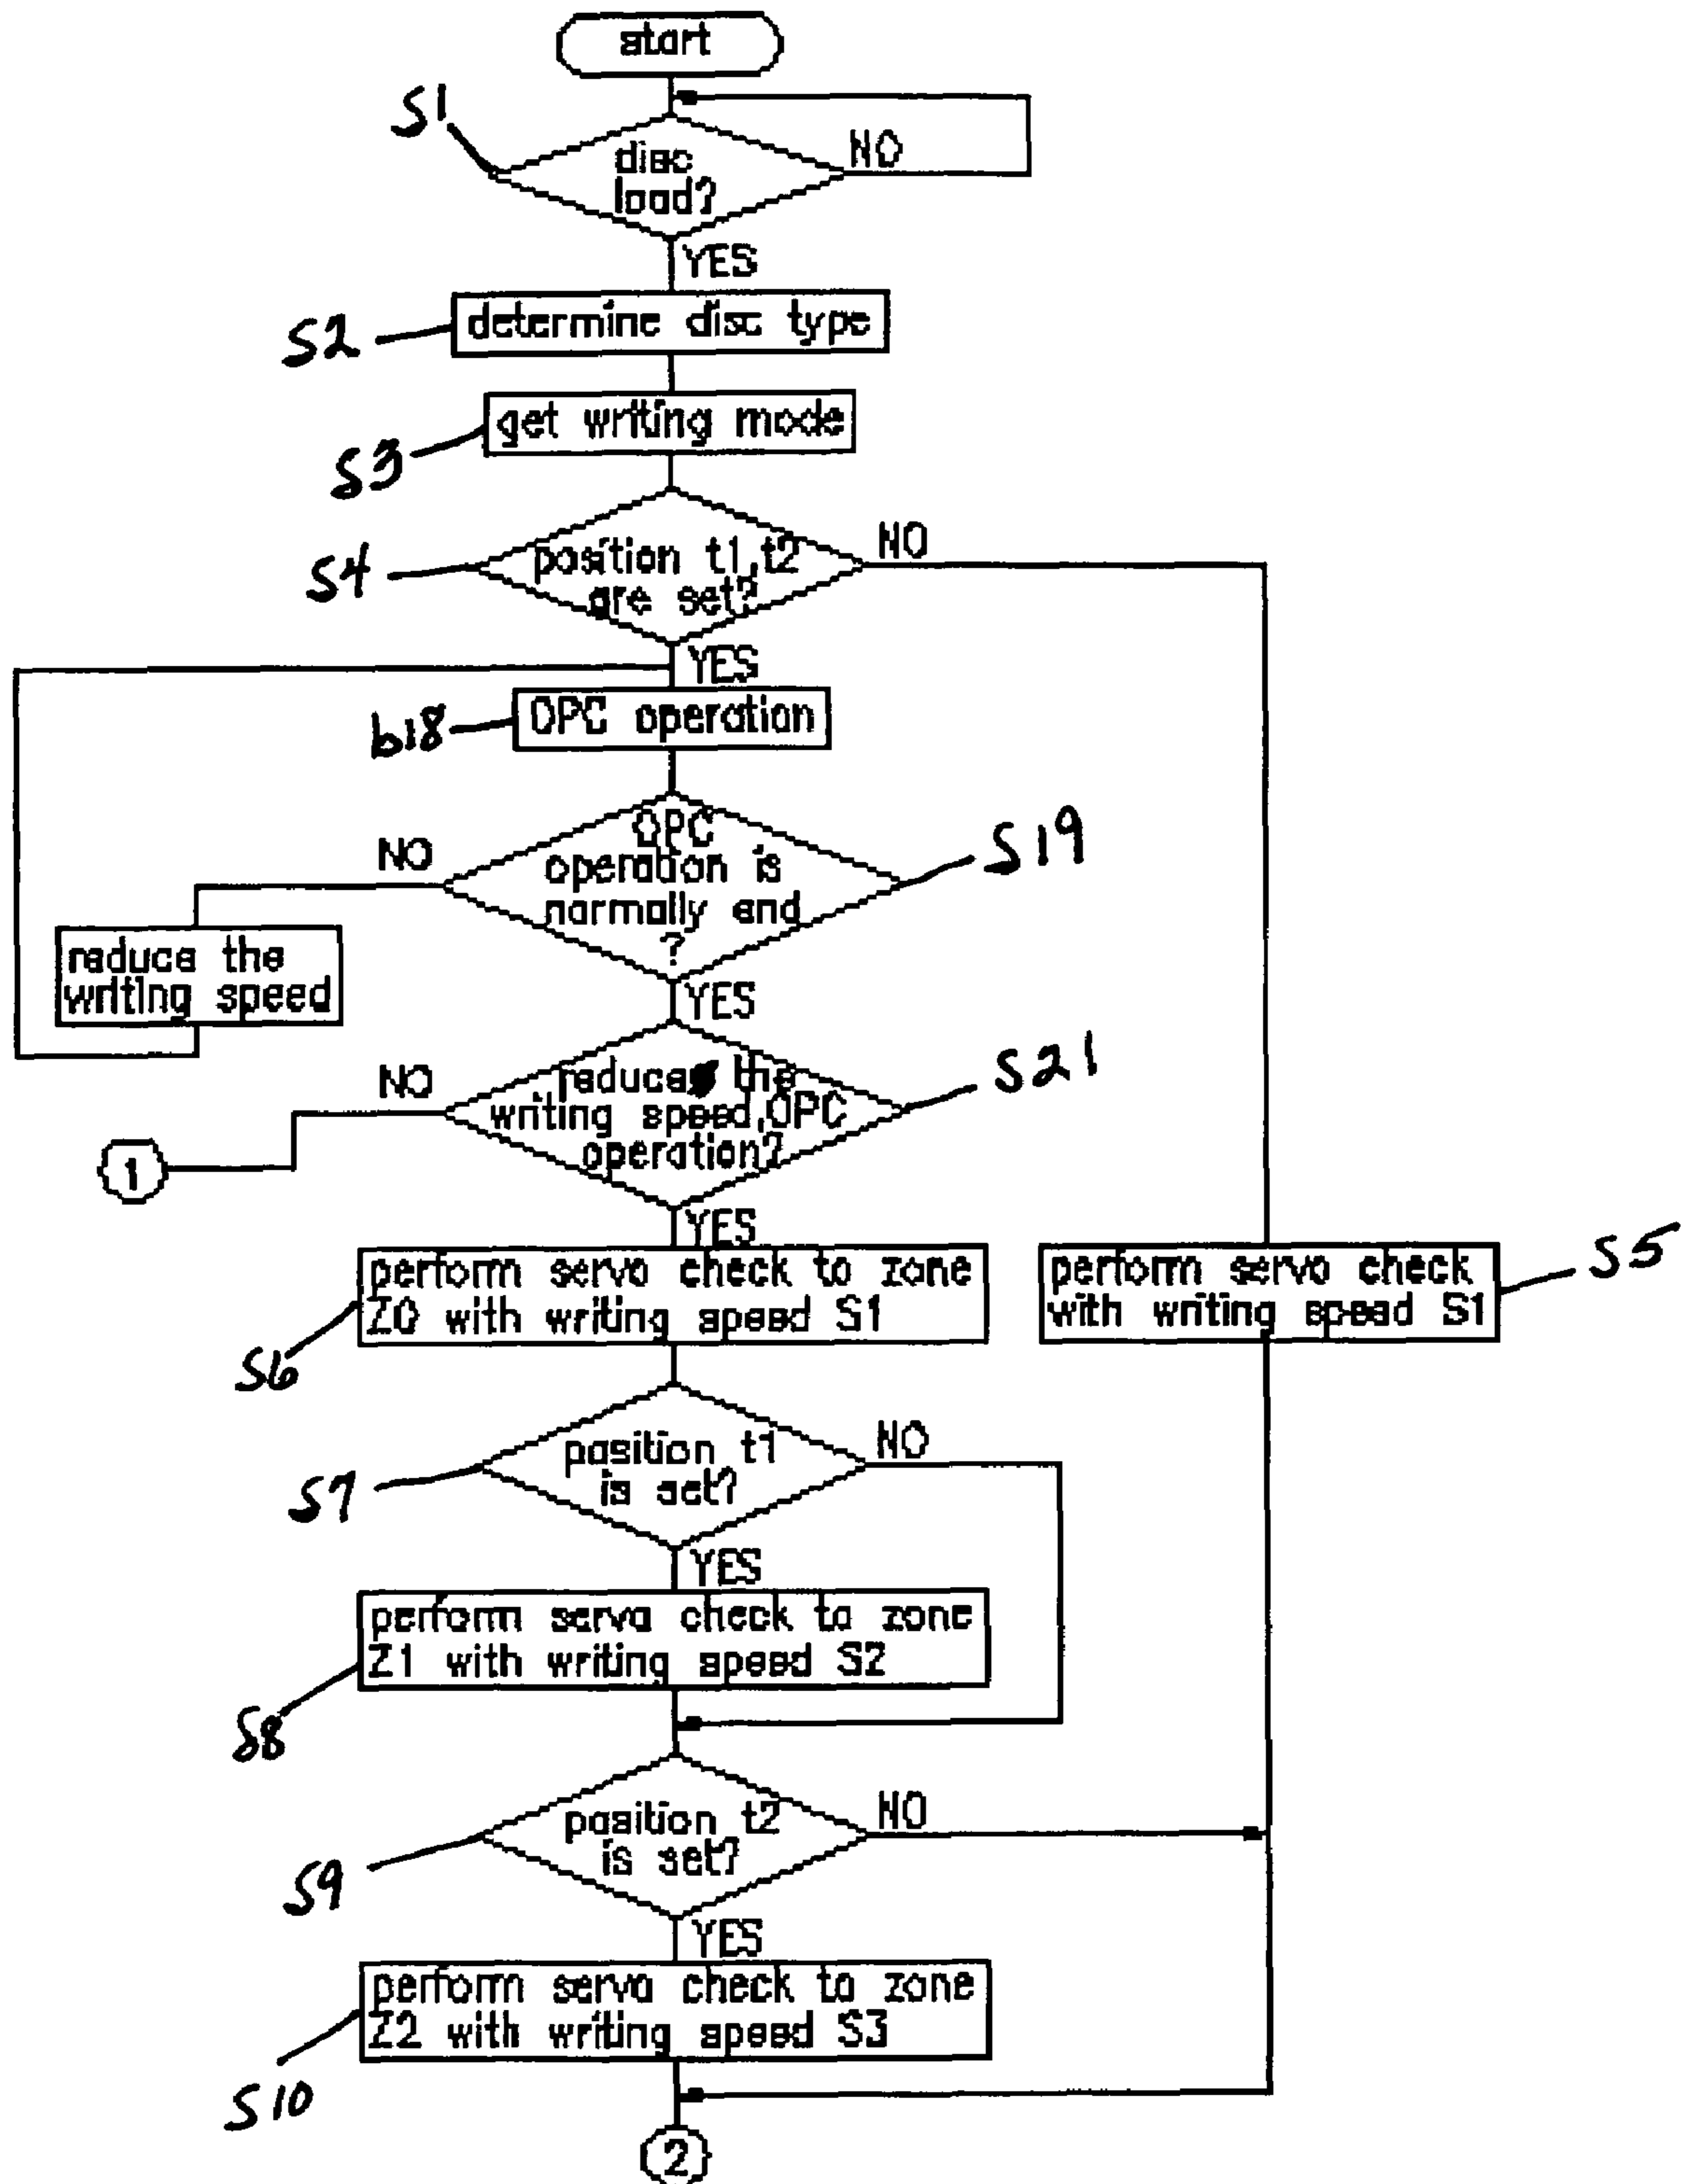 start
S1
disc
load?
NO
YES
S2
determine disc type
S3
get writing mode
S4
position t1,t2
are set?
NO
YES
b18
OPC operation
OPC
operation is
normally end
?
S19
NO
reduce the
writing speed
YES
reduces the
writing speed,OPC
operation?
S21
NO
1
YES
perform servo check to zone
Z0 with writing speed S1
S6
perform servo check
with writing speed S1
S5
position t1
is set?
S7
NO
YES
perform servo check to zone
Z1 with writing speed S2
S8
position t2
is set?
S9
NO
YES
perform servo check to zone
Z2 with writing speed S3
S10
2